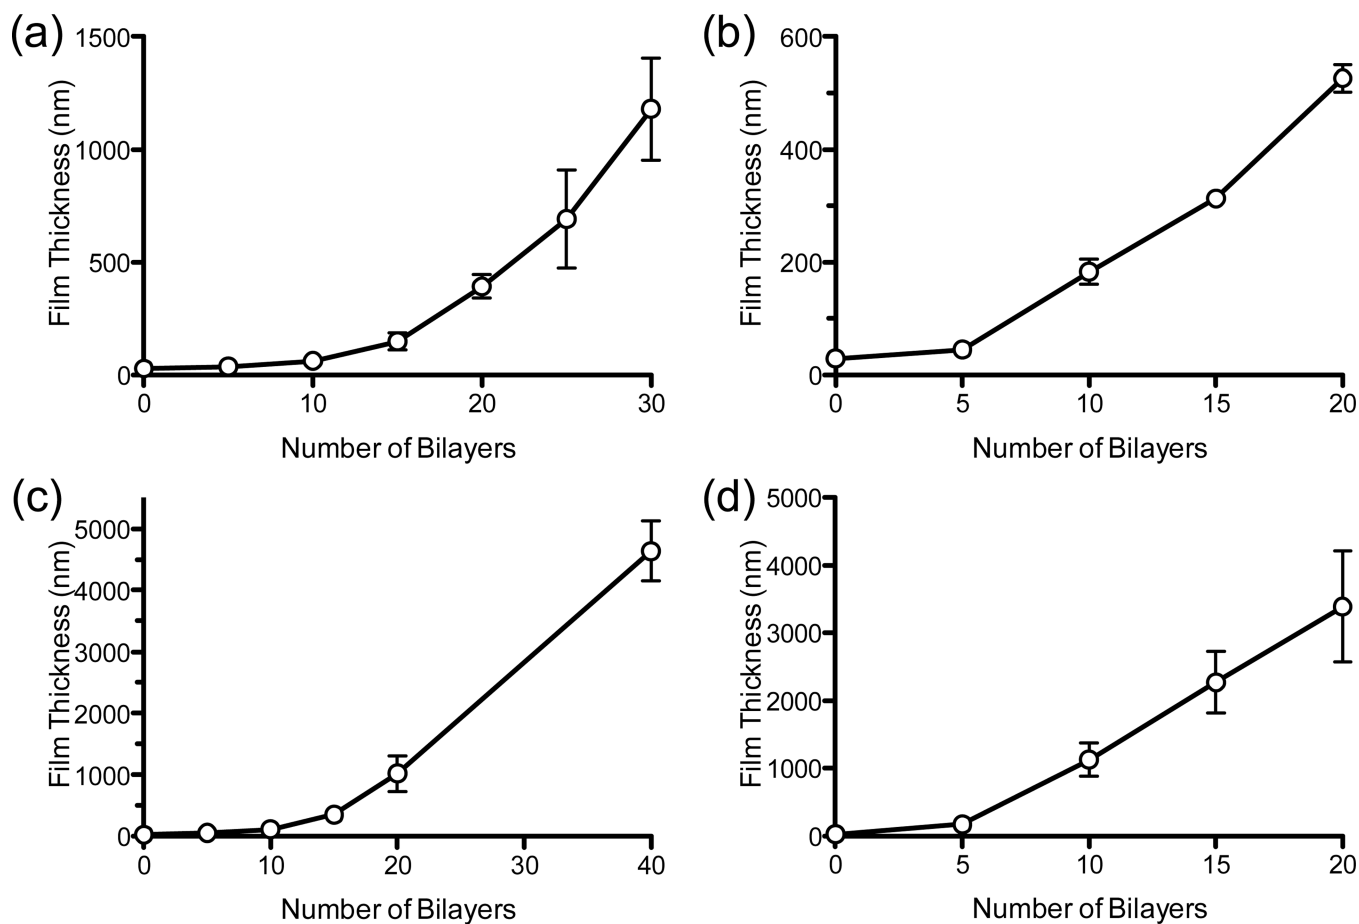 (a)
Film Thickness (nm)
1500
1000
500
0
0 10 20 30
Number of Bilayers
(b)
Film Thickness (nm)
600
400
200
0
0 5 10 15 20
Number of Bilayers
(c)
Film Thickness (nm)
5000
4000
3000
2000
1000
0
0 10 20 30 40
Number of Bilayers
(d)
Film Thickness (nm)
5000
4000
3000
2000
1000
0
0 5 10 15 20
Number of Bilayers